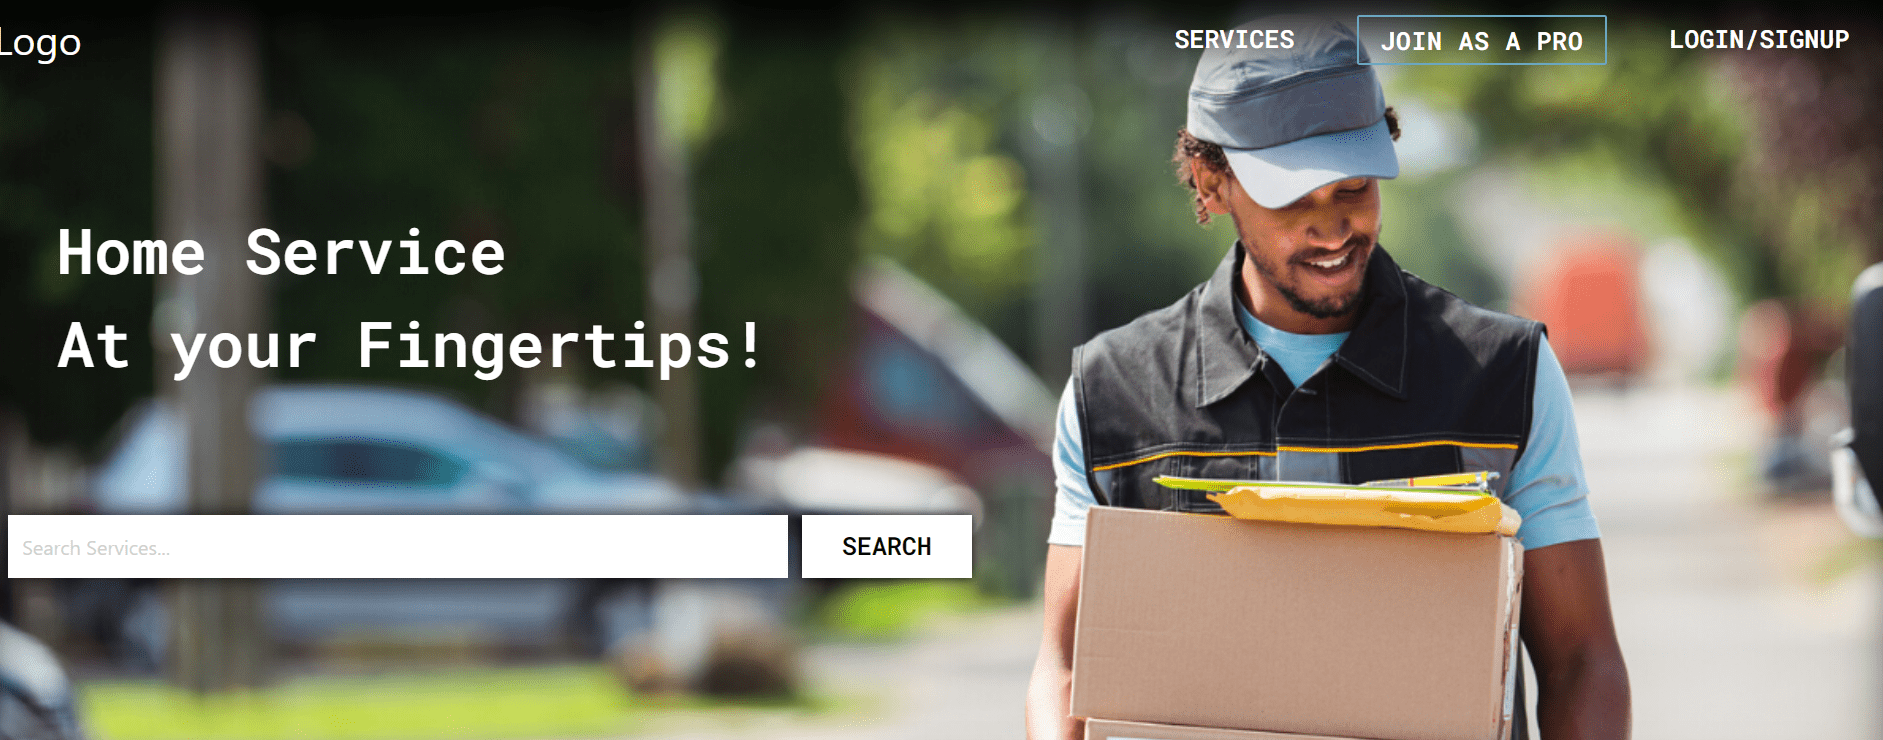 Logo
SERVICES
JOIN AS A PRO
LOGIN/SIGNUP
Home Service
At your Fingertips!
Search Services...
SEARCH